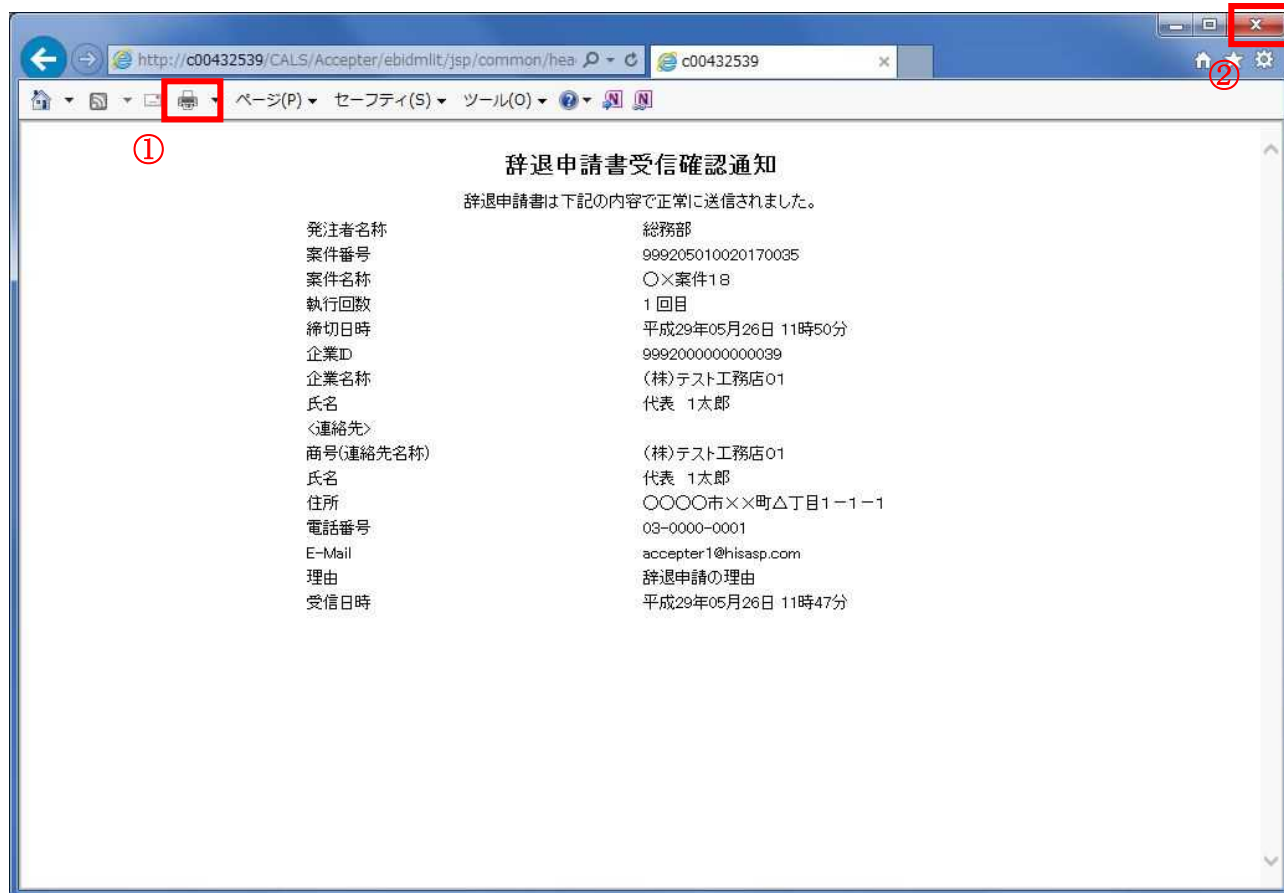 ②
http://c00432539/CALS/Accepter/ebidmlit/jsp/common/hea c00432539
ページ(P) セーフティ(S) ツール(O)
①
辞退申請書受信確認通知
辞退申請書は下記の内容で正常に送信されました。
発注者名称 総務部
案件番号 999205010020170035
案件名称 〇×案件18
執行回数 1回目
締切日時 平成29年05月26日 11時50分
企業ID 9992000000000039
企業名称 (株)テスト工務店01
氏名 代表 1太郎
<連絡先>
商号(連絡先名称) (株)テスト工務店01
氏名 代表 1太郎
住所 〇〇〇〇市××町△丁目1-1-1
電話番号 03-0000-0001
E-Mail accepter1@hisasp.com
理由 辞退申請の理由
受信日時 平成29年05月26日 11時47分